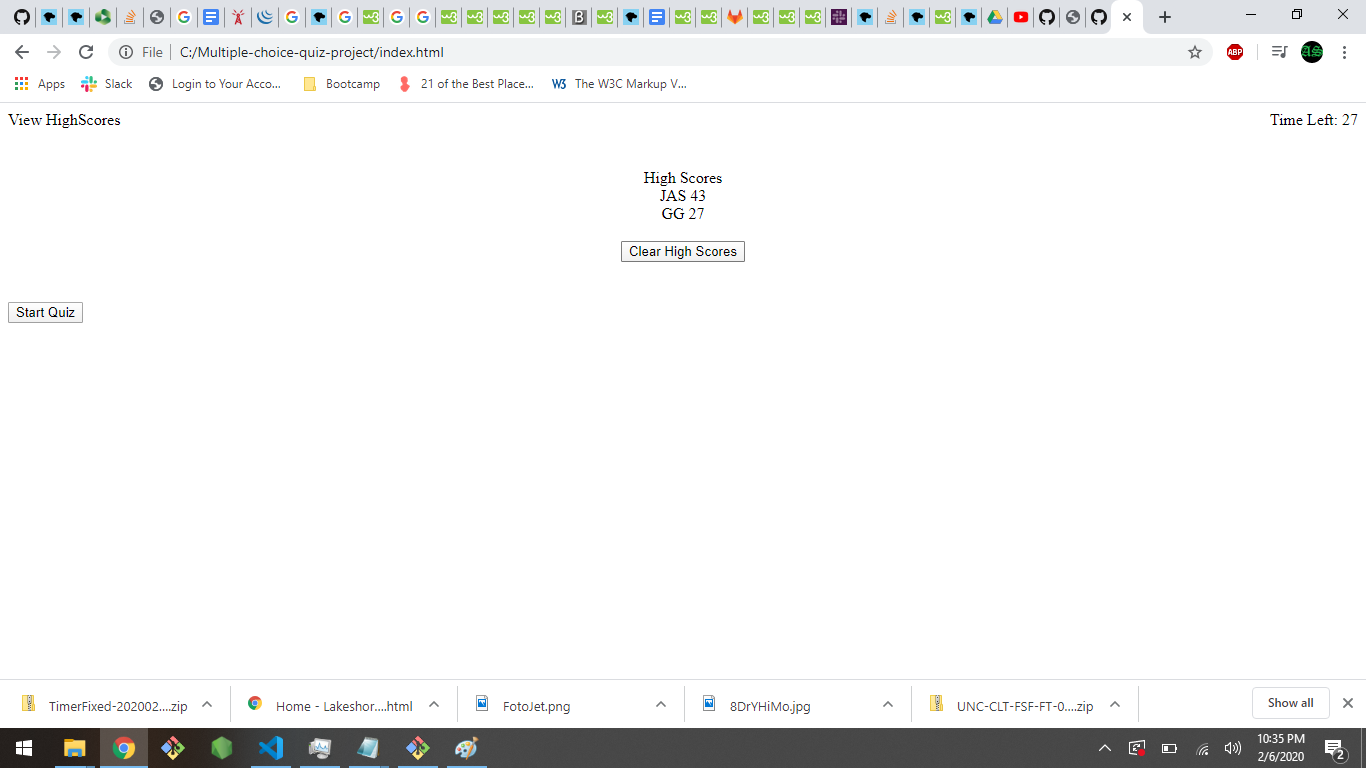 File C:/Multiple-choice-quiz-project/index.html ABP
Apps Slack Login to Your Acco... Bootcamp 21 of the Best Place... W3 The W3C Markup V...
View HighScores Time Left: 27
High Scores
JAS 43
GG 27
Clear High Scores
Start Quiz
TimerFixed-202002....zip Home - Lakeshor....html FotoJet.png 8DrYHiMo.jpg UNC-CLT-FSF-FT-0....zip Show all
10:35 PM
2/6/2020 2